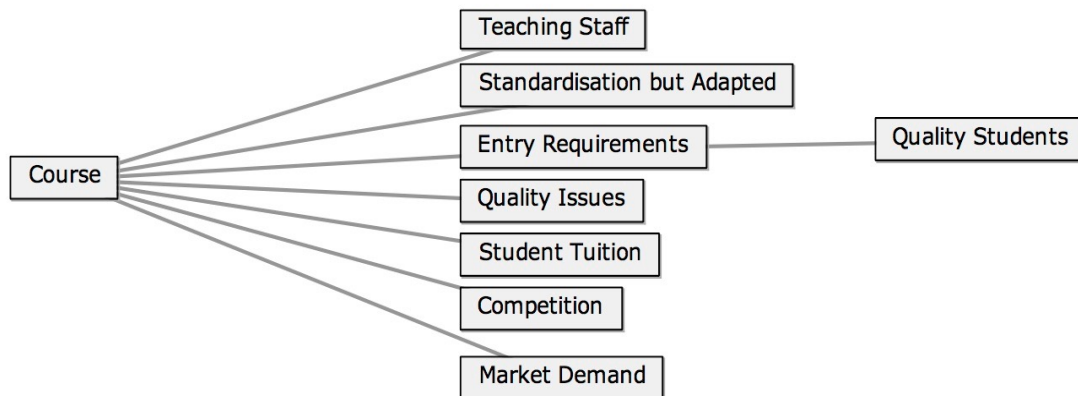 Teaching Staff
Standardisation but Adapted
Entry Requirements
Quality Students
Course
Quality Issues
Student Tuition
Competition
Market Demand